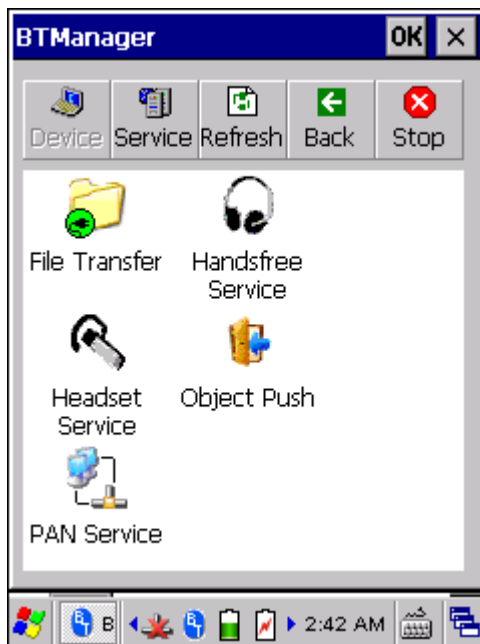 BTManager OK
Device Service Refresh Back Stop
File Transfer
Handsfree
Service
Headset
Service
Object Push
PAN Service
B 2:42 AM